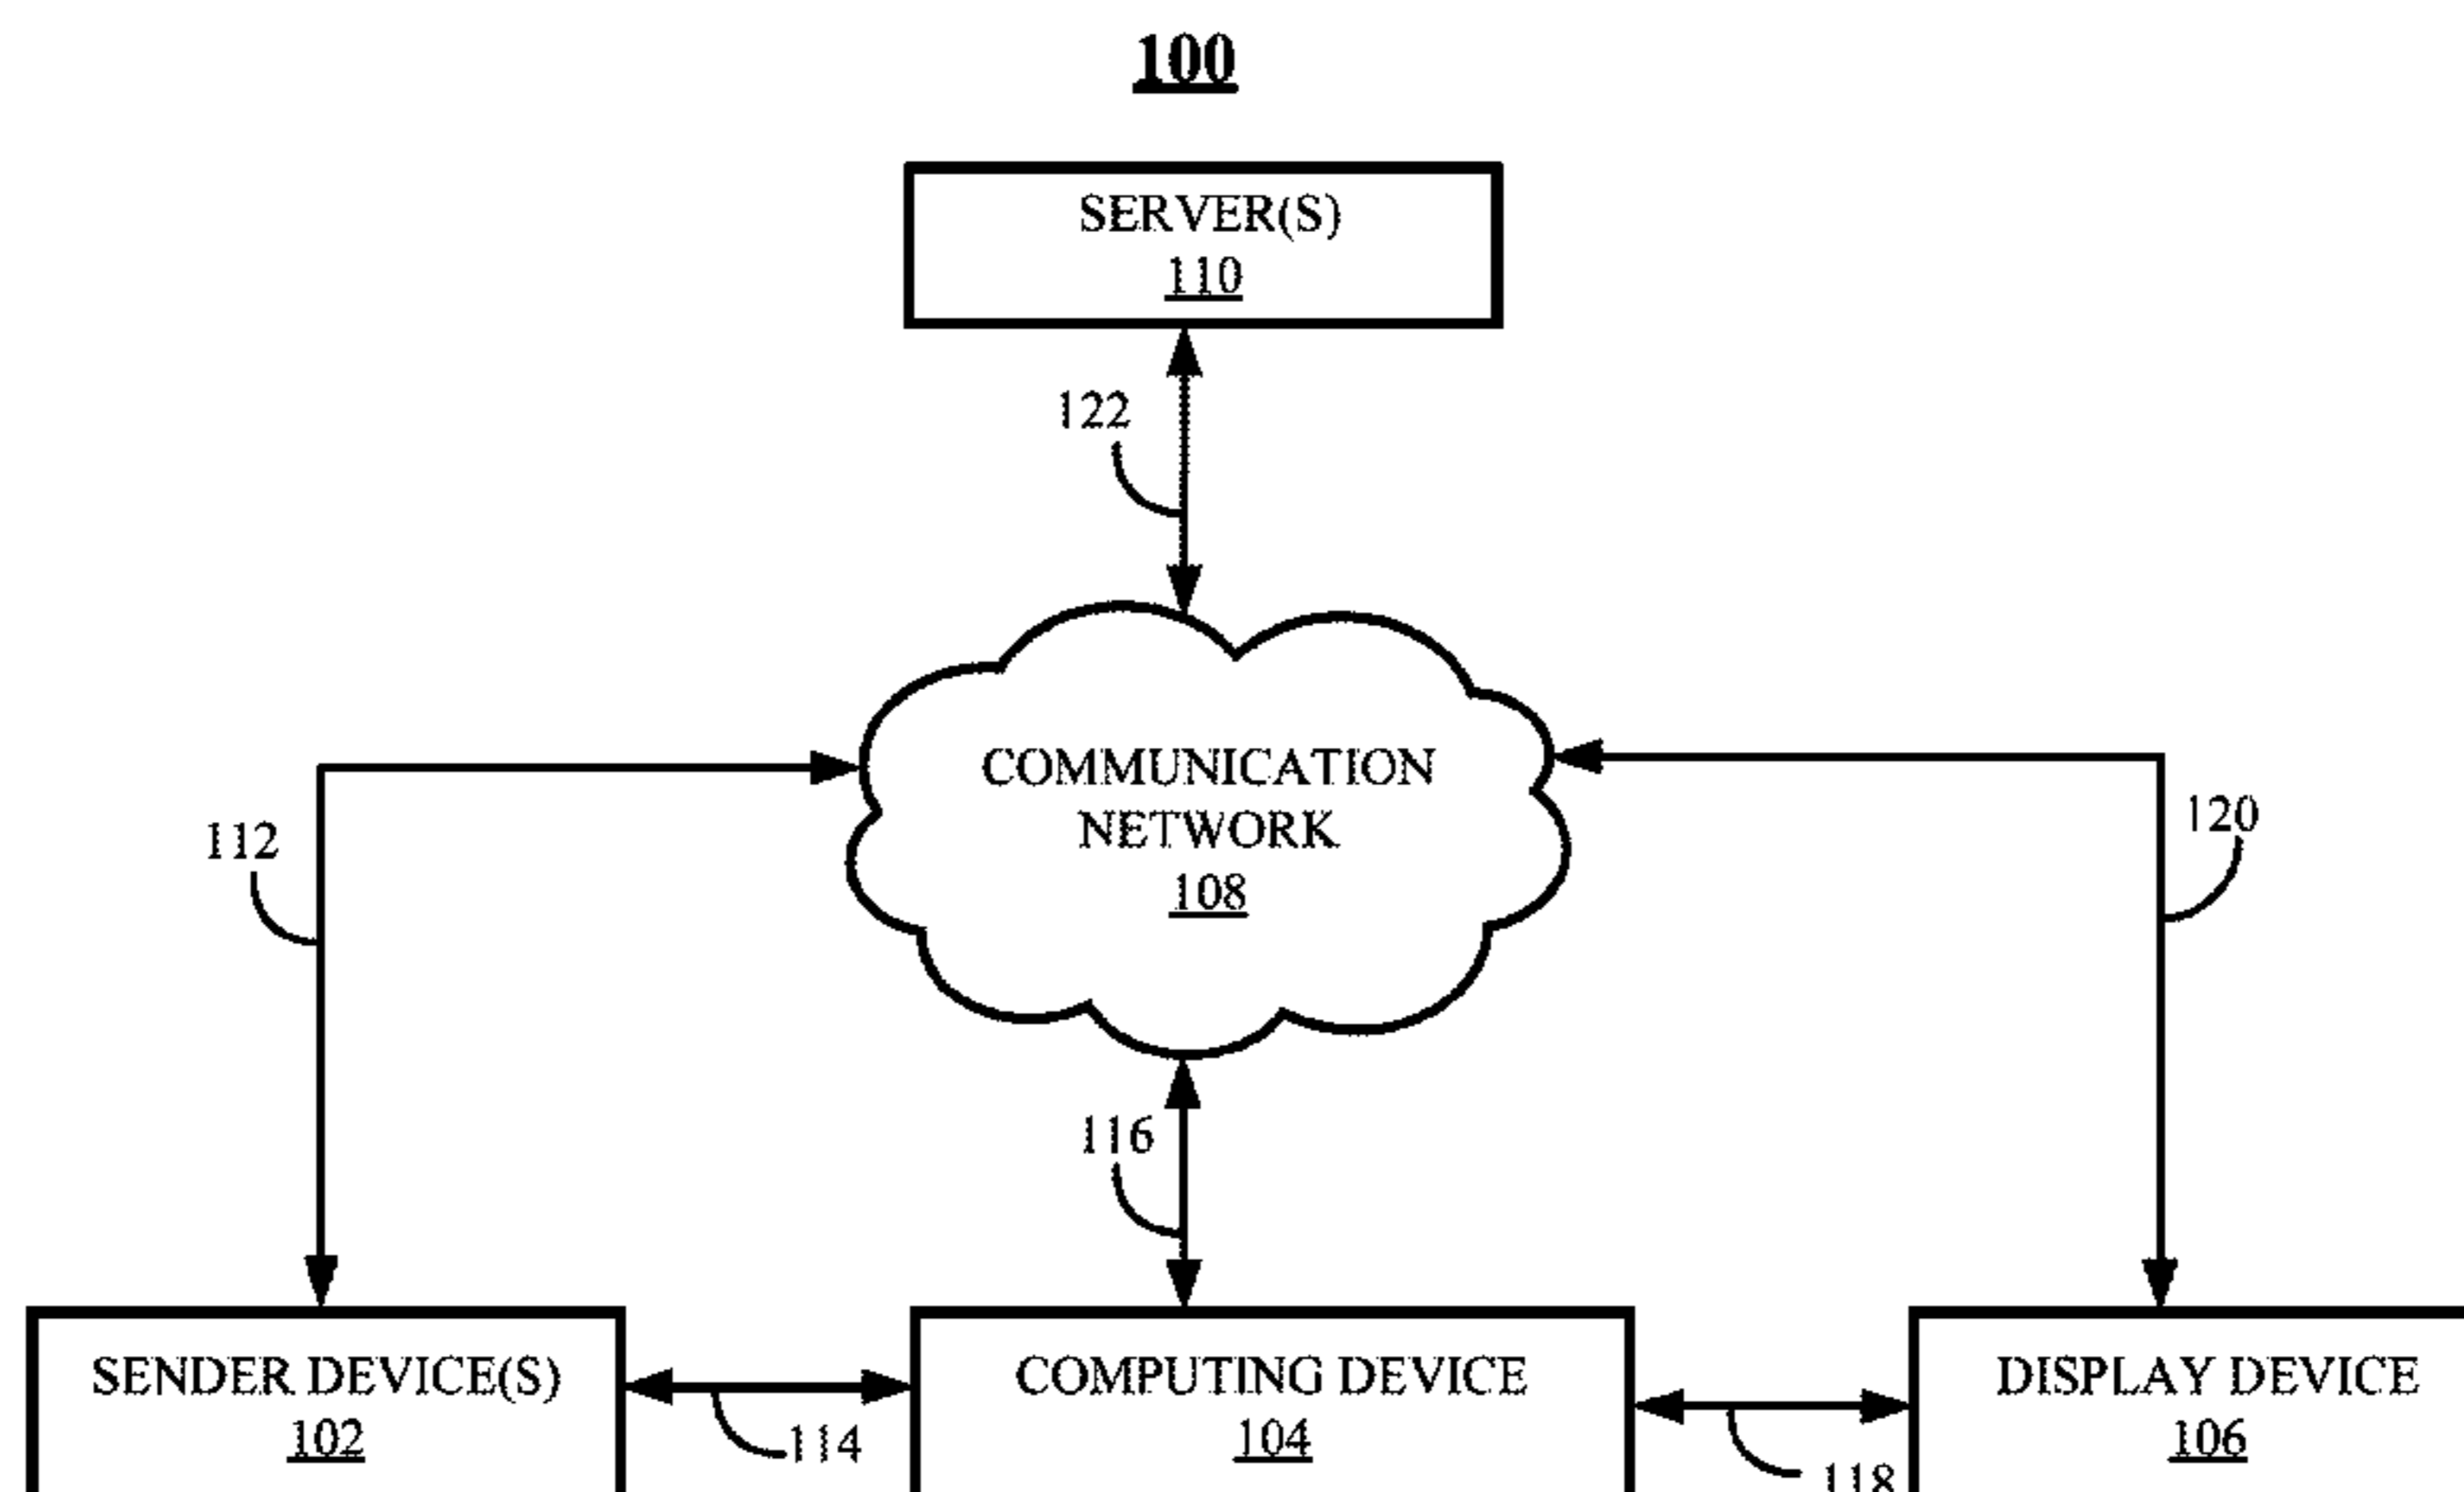 100
SERVER(S)
110
122
COMMUNICATION
NETWORK
108
112
120
116
SENDER DEVICE(S)
102
114
COMPUTING DEVICE
104
118
DISPLAY DEVICE
106